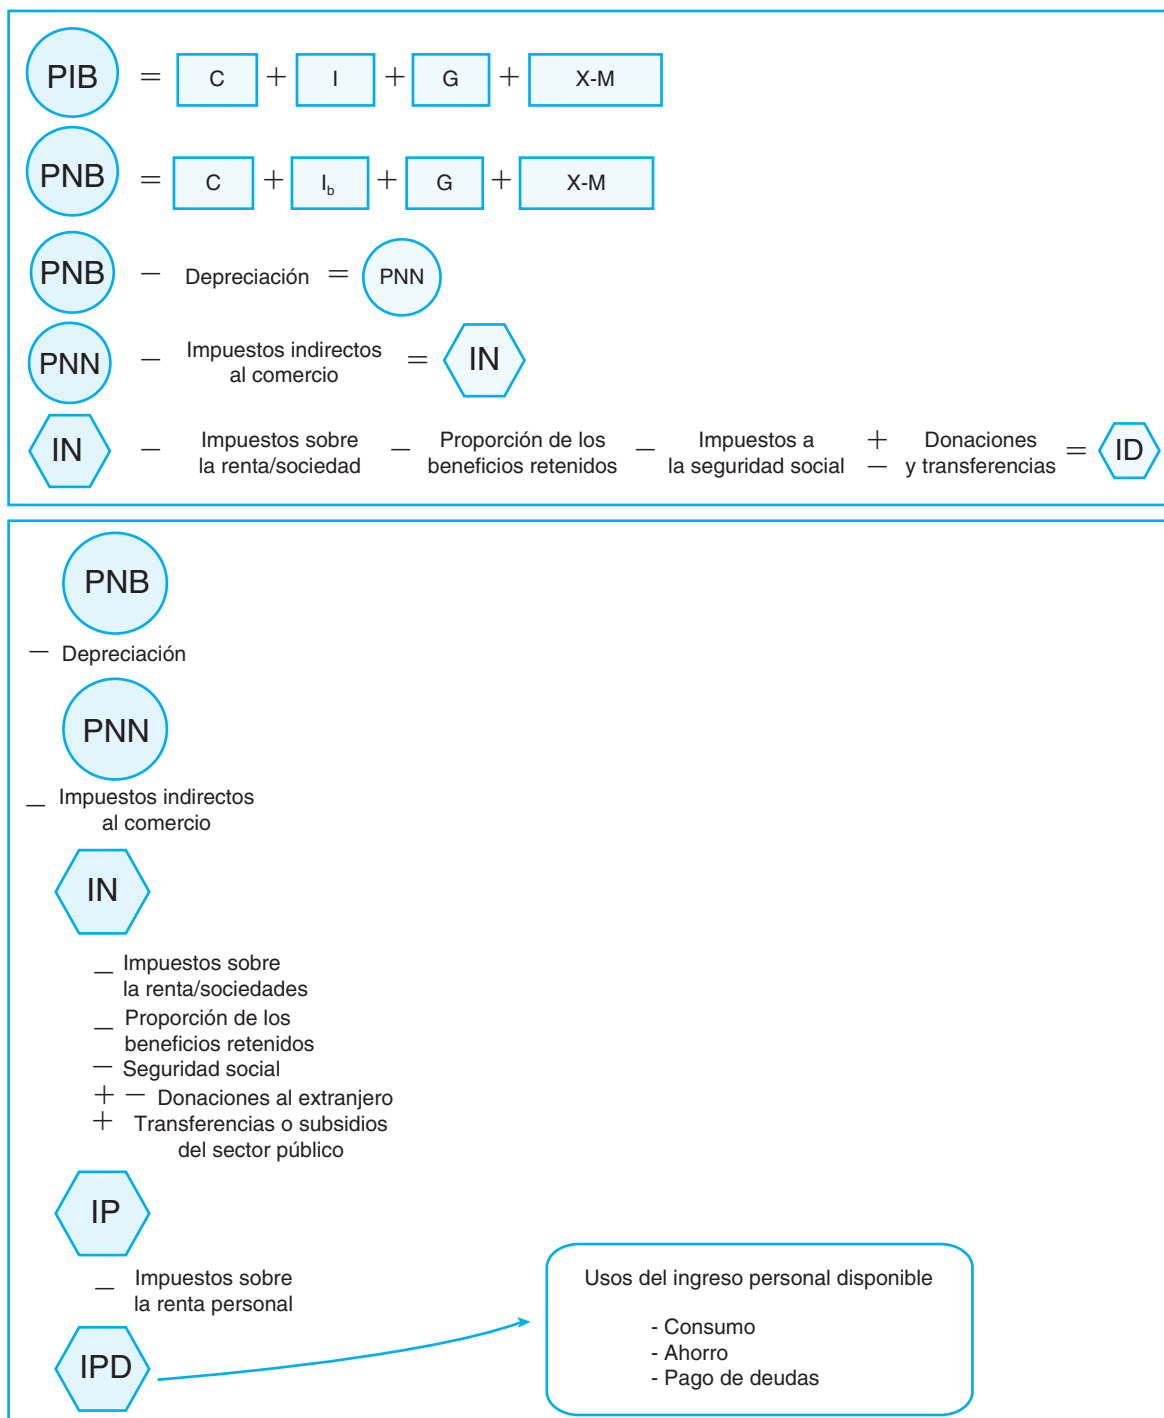 PIB = C + I + G + X-M
PNB = C + I_b + G + X-M
PNB − Depreciación = PNN
PNN − Impuestos indirectos
al comercio = IN
IN − Impuestos sobre
la renta/sociedad − Proporción de los
beneficios retenidos − Impuestos a
la seguridad social + − Donaciones
y transferencias = ID
PNB
− Depreciación
PNN
− Impuestos indirectos
al comercio
IN
− Impuestos sobre
la renta/sociedades
− Proporción de los
beneficios retenidos
− Seguridad social
+ − Donaciones al extranjero
+ Transferencias o subsidios
del sector público
IP
− Impuestos sobre
la renta personal
IPD
Usos del ingreso personal disponible
- Consumo
- Ahorro
- Pago de deudas